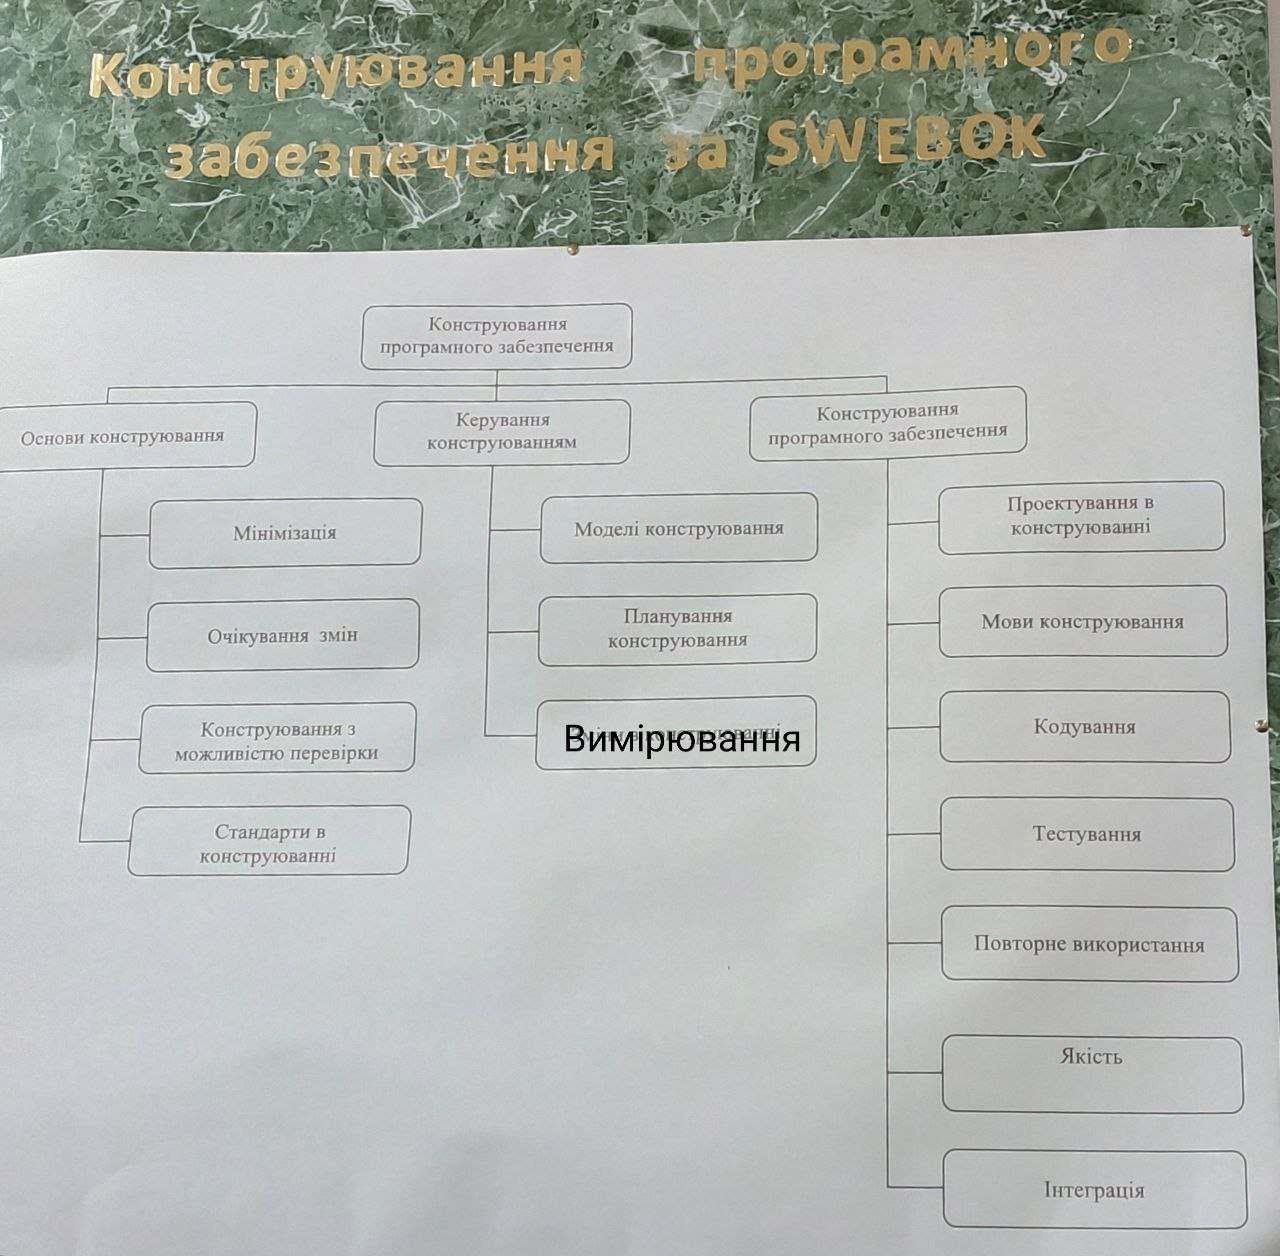 Конструювання програмного
забезпечення за SWEBOK
Конструювання
програмного забезпечення
Основи конструювання
Керування
конструюванням
Конструювання
програмного забезпечення
Мінімізація
Очікування змін
Конструювання з
можливістю перевірки
Стандарти в
конструюванні
Моделі конструювання
Планування
конструювання
Вимірювання
Проектування в
конструюванні
Мови конструювання
Кодування
Тестування
Повторне використання
Якість
Інтеграція